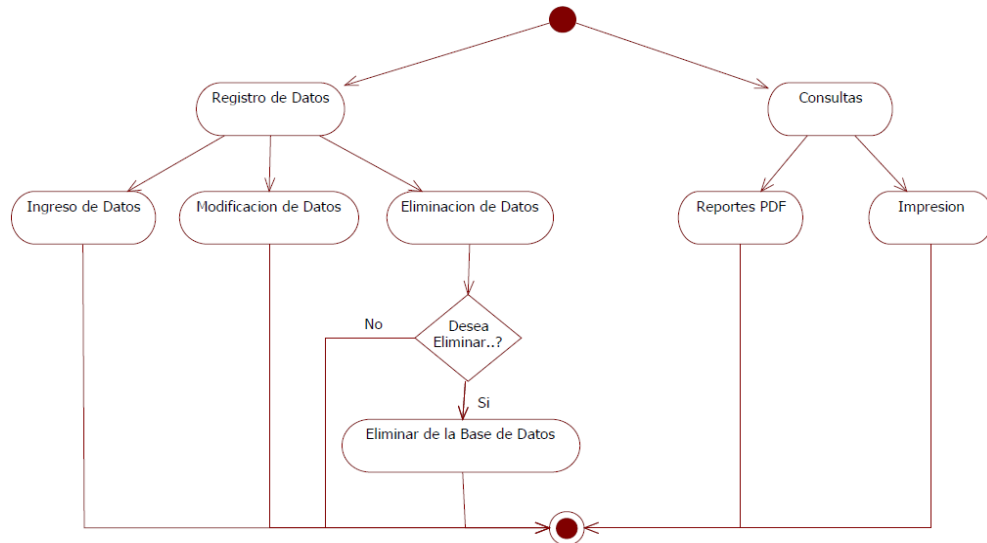 Registro de Datos
Consultas
Ingreso de Datos
Modificacion de Datos
Eliminacion de Datos
Reportes PDF
Impresion
No
Desea
Eliminar..?
Si
Eliminar de la Base de Datos